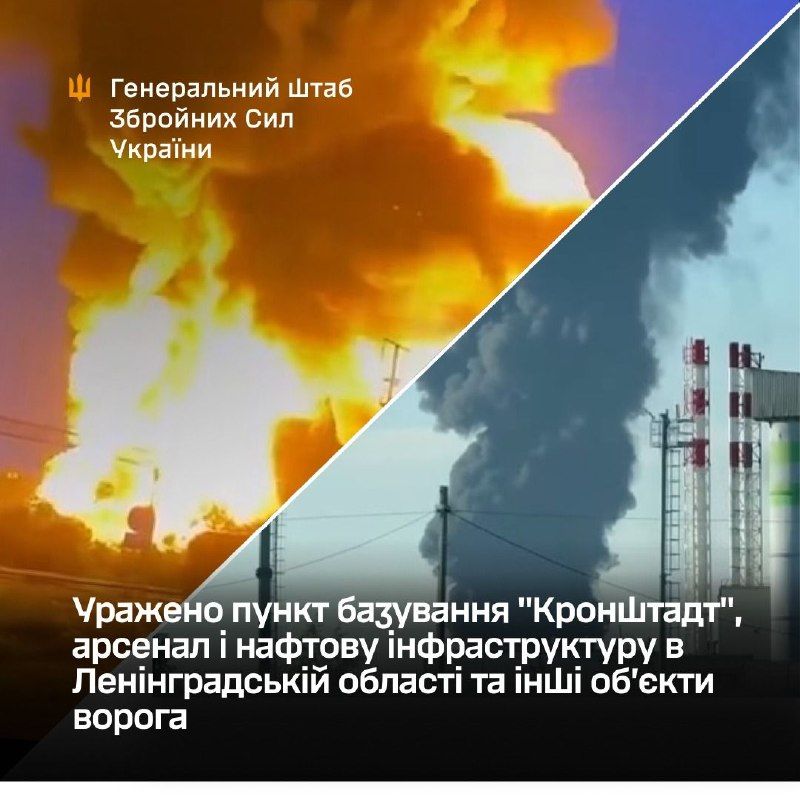 Генеральний штаб
Збройних Сил
України
Уражено пункт базування "Кронштадт",
арсенал і нафтову інфраструктуру в
Ленінградській області та інші об'єкти
ворога